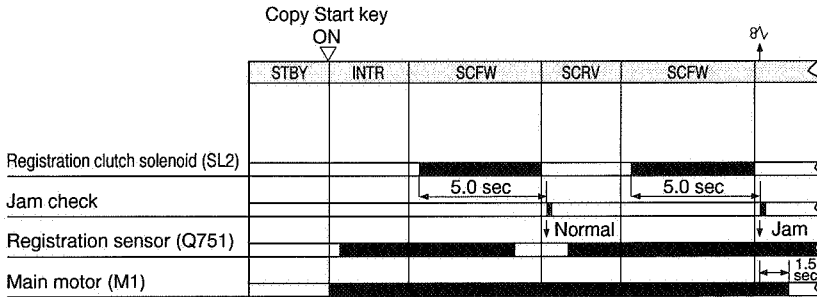 Copy Start key
ON
STBY INTR SCFW SCRV SCFW
Registration clutch solenoid (SL2)
5.0 sec 5.0 sec
Jam check
Normal Jam
Registration sensor (Q751)
1.5
sec
Main motor (M1)